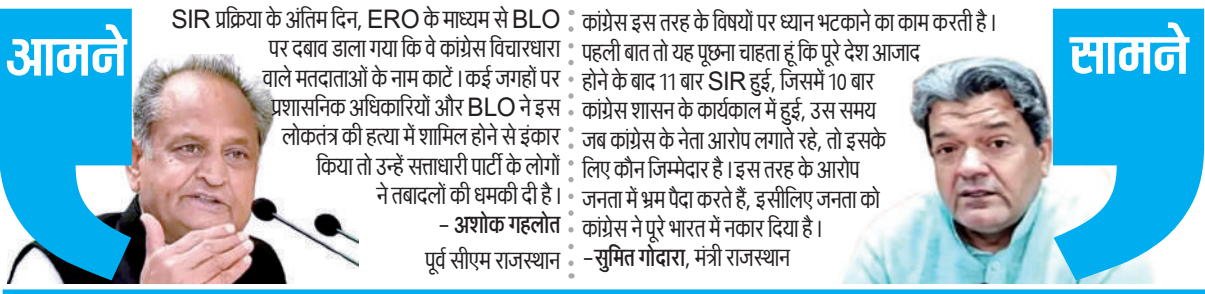 आमने
SIR प्रक्रिया के अंतिम दिन, ERO के माध्यम से BLO
पर दबाव डाला गया कि वे कांग्रेस विचारधारा
वाले मतदाताओं के नाम काटें। कई जगहों पर
प्रशासनिक अधिकारियों और BLO ने इस
लोकतंत्र की हत्या में शामिल होने से इंकार
किया तो उन्हें सत्ताधारी पार्टी के लोगों
ने तबादलों की धमकी दी है।
– अशोक गहलोत
पूर्व सीएम राजस्थान
कांग्रेस इस तरह के विषयों पर ध्यान भटकाने का काम करती है।
पहली बात तो यह पूछना चाहता हूं कि पूरे देश आजाद
होने के बाद 11 बार SIR हुई, जिसमें 10 बार
कांग्रेस शासन के कार्यकाल में हुई, उस समय
जब कांग्रेस के नेता आरोप लगाते रहे, तो इसके
लिए कौन जिम्मेदार है। इस तरह के आरोप
जनता में भ्रम पैदा करते हैं, इसीलिए जनता को
कांग्रेस ने पूरे भारत में नकार दिया है।
–सुमित गोदारा, मंत्री राजस्थान
सामने